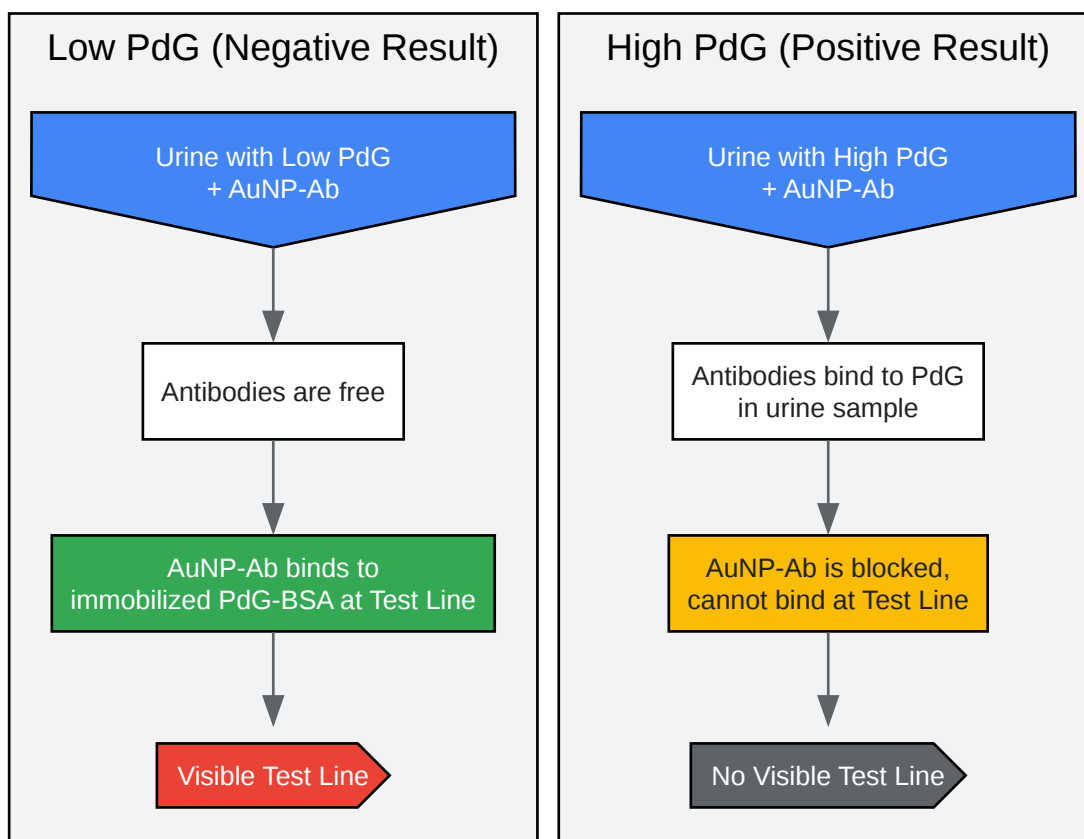 Low PdG (Negative Result)
Urine with Low PdG
+ AuNP-Ab
Antibodies are free
AuNP-Ab binds to
immobilized PdG-BSA at Test Line
Visible Test Line
High PdG (Positive Result)
Urine with High PdG
+ AuNP-Ab
Antibodies bind to PdG
in urine sample
AuNP-Ab is blocked,
cannot bind at Test Line
No Visible Test Line